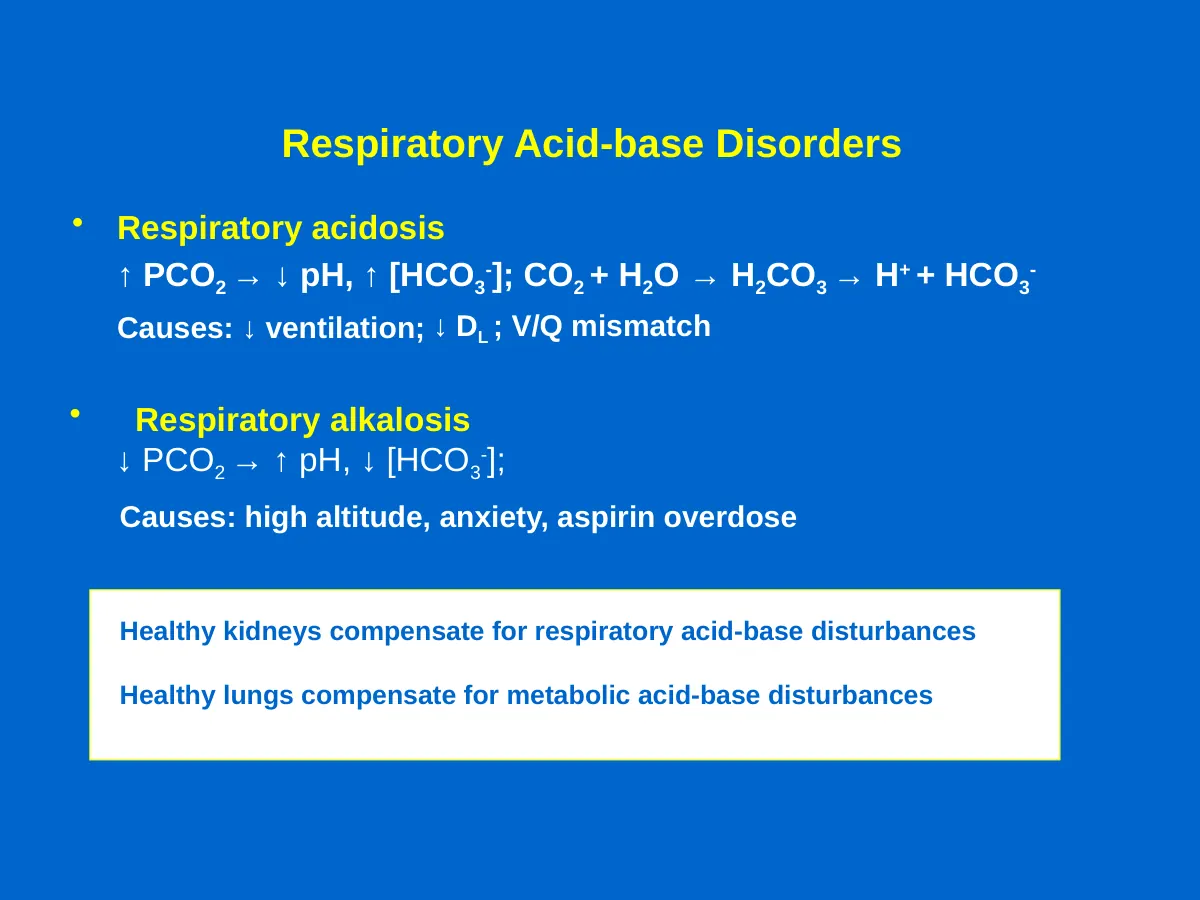 Respiratory Acid-base Disorders
• Respiratory acidosis
↑ PCO₂ → ↓ pH, ↑ [HCO₃⁻]; CO₂ + H₂O → H₂CO₃ → H⁺ + HCO₃⁻
Causes: ↓ ventilation; ↓ D_L ; V/Q mismatch
• Respiratory alkalosis
↓ PCO₂ → ↑ pH, ↓ [HCO₃⁻];
Causes: high altitude, anxiety, aspirin overdose
Healthy kidneys compensate for respiratory acid-base disturbances
Healthy lungs compensate for metabolic acid-base disturbances